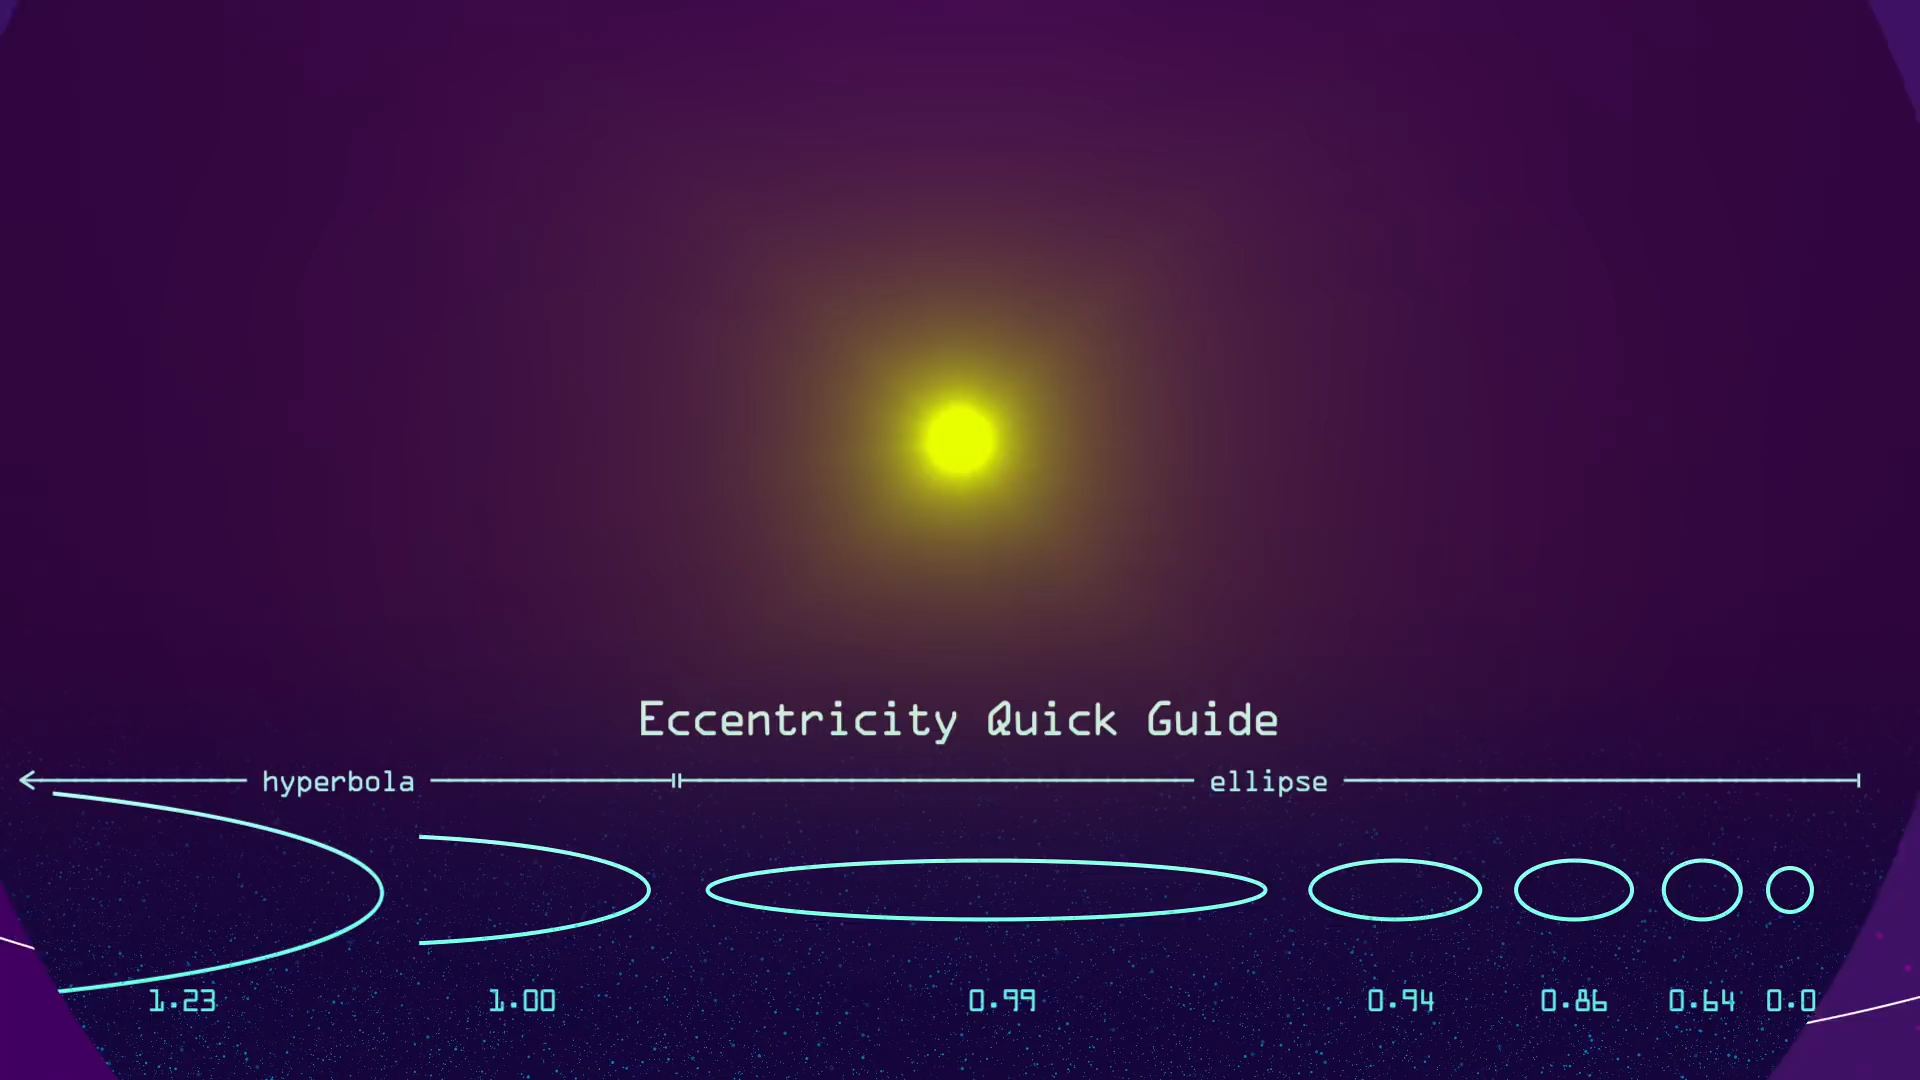 Eccentricity Quick Guide
hyperbola ellipse
1.23 1.00 0.99 0.94 0.86 0.64 0.0